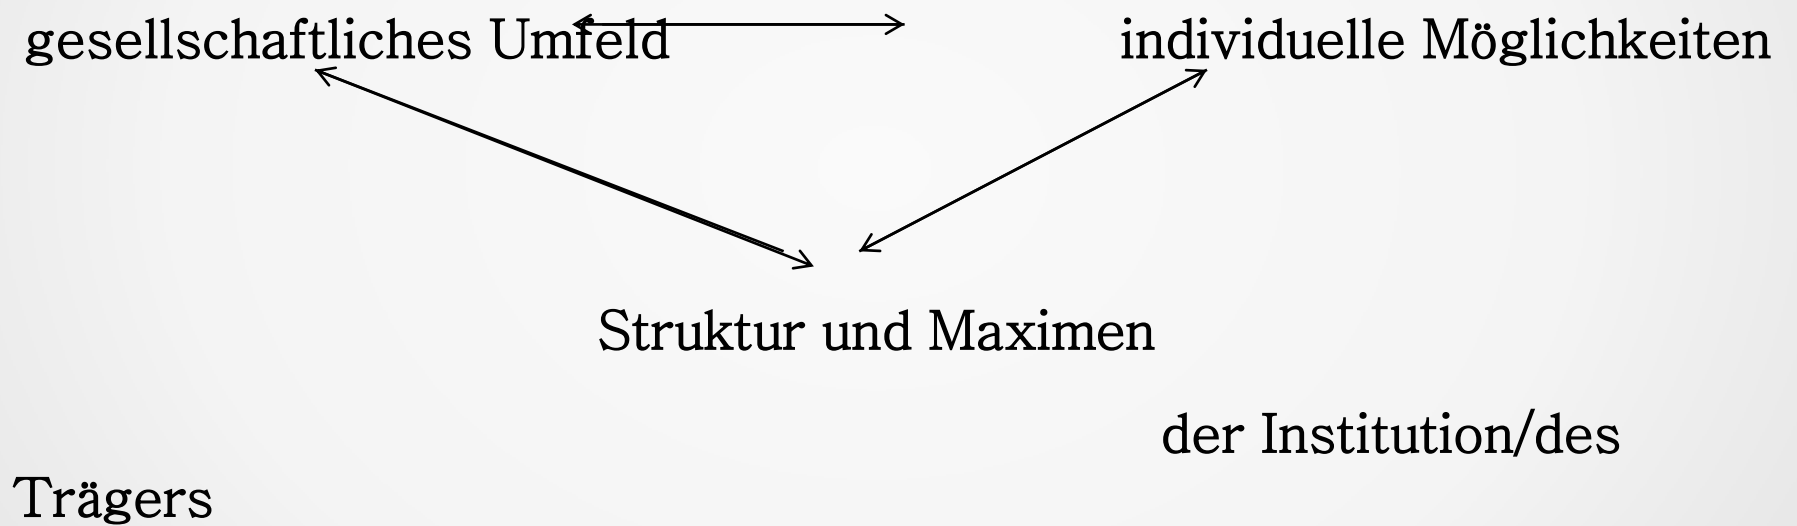 gesellschaftliches Umfeld individuelle Möglichkeiten
Struktur und Maximen
der Institution/des
Trägers